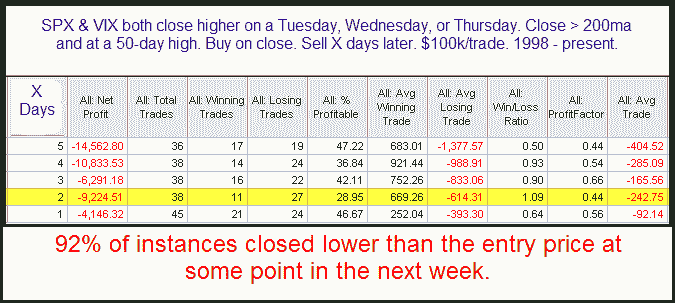 SPX & VIX both close higher on a Tuesday, Wednesday, or Thursday. Close > 200ma
and at a 50-day high. Buy on close. Sell X days later. $100k/trade. 1998 - present.
X Days All: Net Profit All: Total Trades All: Winning Trades All: Losing Trades All: % Profitable All: Avg Winning Trade All: Avg Losing Trade All: Win/Loss Ratio All: ProfitFactor All: Avg Trade
5 -14,562.80 36 17 19 47.22 683.01 -1,377.57 0.50 0.44 -404.52
4 -10,833.53 38 14 24 36.84 921.44 -988.91 0.93 0.54 -285.09
3 -6,291.18 38 16 22 42.11 752.26 -833.06 0.90 0.66 -165.56
2 -9,224.51 38 11 27 28.95 669.26 -614.31 1.09 0.44 -242.75
1 -4,146.32 45 21 24 46.67 252.04 -393.30 0.64 0.56 -92.14
92% of instances closed lower than the entry price at
some point in the next week.